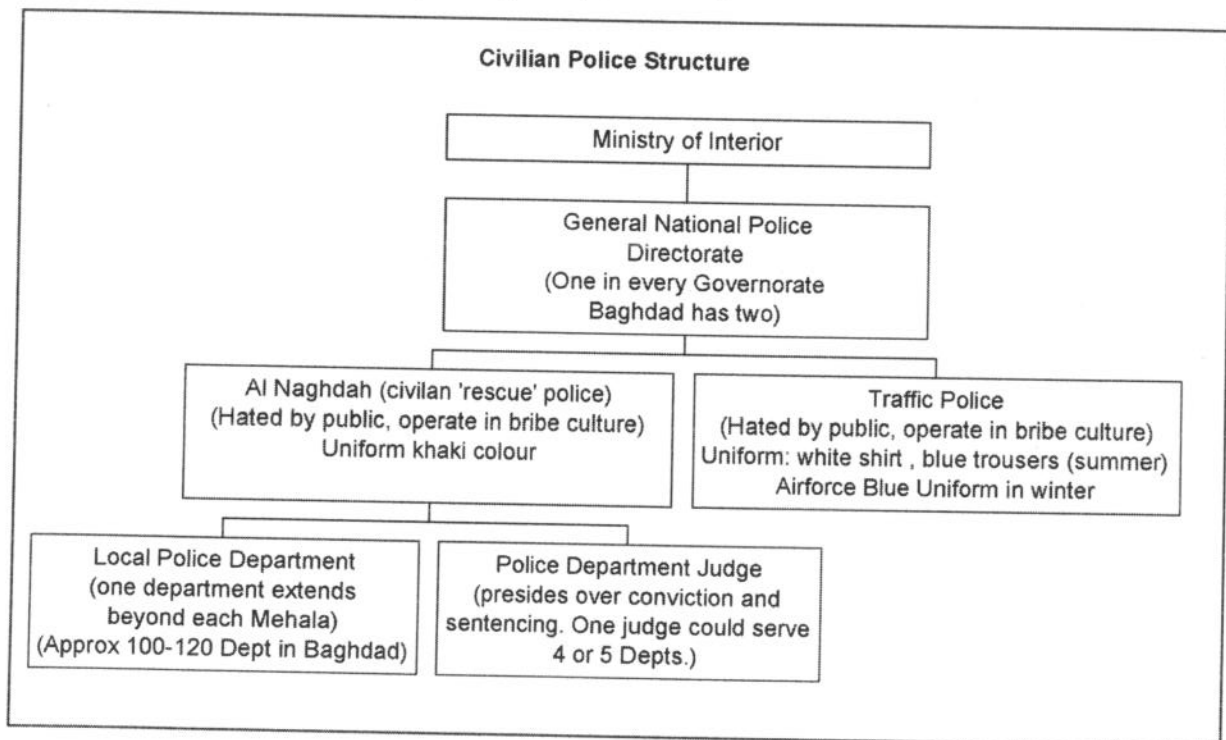 Civilian Police Structure
Ministry of Interior
General National Police
Directorate
(One in every Governorate
Baghdad has two)
Al Naghdah (civilan 'rescue' police)
(Hated by public, operate in bribe culture)
Uniform khaki colour
Traffic Police
(Hated by public, operate in bribe culture)
Uniform: white shirt , blue trousers (summer)
Airforce Blue Uniform in winter
Local Police Department
(one department extends
beyond each Mehala)
(Approx 100-120 Dept in Baghdad)
Police Department Judge
(presides over conviction and
sentencing. One judge could serve
4 or 5 Depts.)